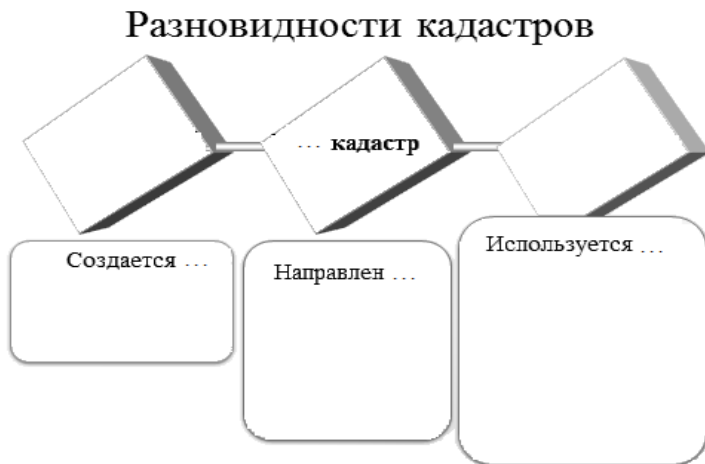 Разновидности кадастров
… кадастр
Создается …
Направлен …
Используется …